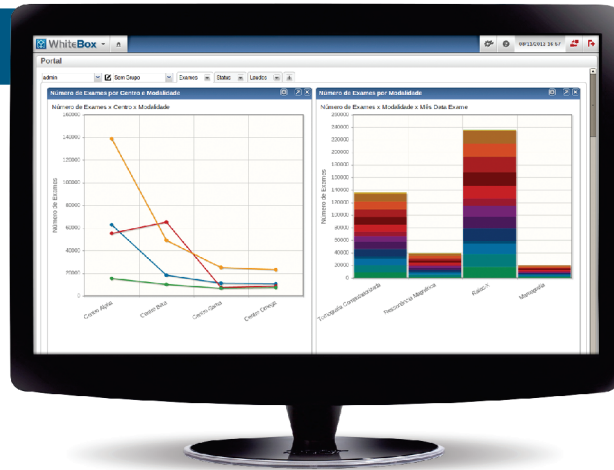 WhiteBox
Portal
admin Sem Grupo Exames Status Laudos
Número de Exames por Centro e Modalidade
Número de Exames x Centro x Modalidade
160000
140000
120000
100000
80000
60000
40000
20000
0
Número de Exames
Centro Alpha
Centro Beta
Centro Gama
Centro Omega
Número de Exames por Modalidade
Número de Exames x Modalidade x Mês Data Exame
260000
240000
220000
200000
180000
160000
140000
120000
100000
80000
60000
40000
20000
0
Número de Exames
Tomografia Computadorizada
Ressonância Magnética
Raios-X
Mamografia